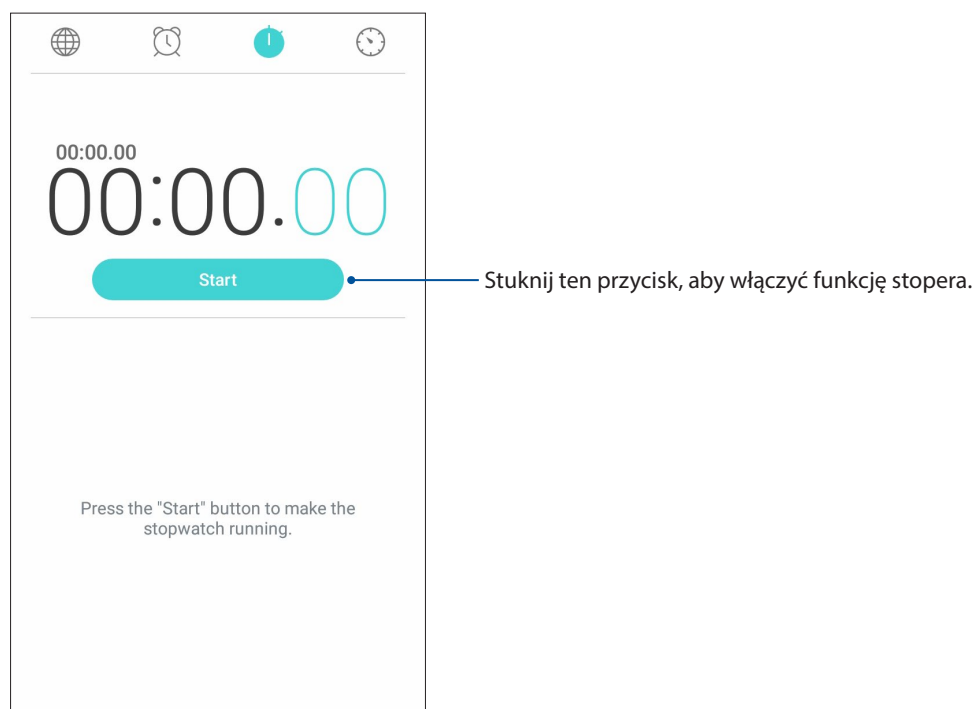 00:00.00
00:00.00
Start
Stuknij ten przycisk, aby włączyć funkcję stopera.
Press the "Start" button to make the
stopwatch running.